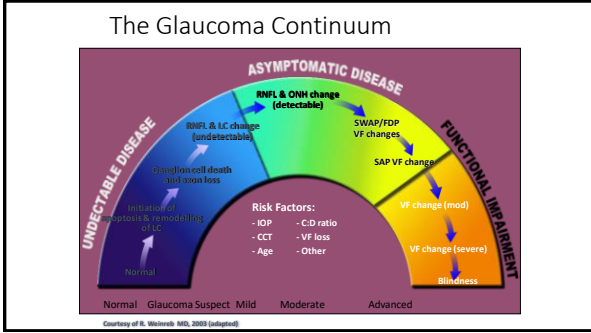 The Glaucoma Continuum
ASYMPTOMATIC DISEASE
UNDECTABLE DISEASE
FUNCTIONAL IMPAIRMENT
Normal
Initiation of
apoptosis & remodelling
of LC
Ganglion cell death
and axon loss
RNFL & LC change
(undetectable)
RNFL & ONH change
(detectable)
SWAP/FDP
VF changes
SAP VF change
VF change (mod)
VF change (severe)
Blindness
Risk Factors:
- IOP - C:D ratio
- CCT - VF loss
- Age - Other
Normal Glaucoma Suspect Mild Moderate Advanced
Courtesy of R. Weinreb MD, 2003 (adapted)